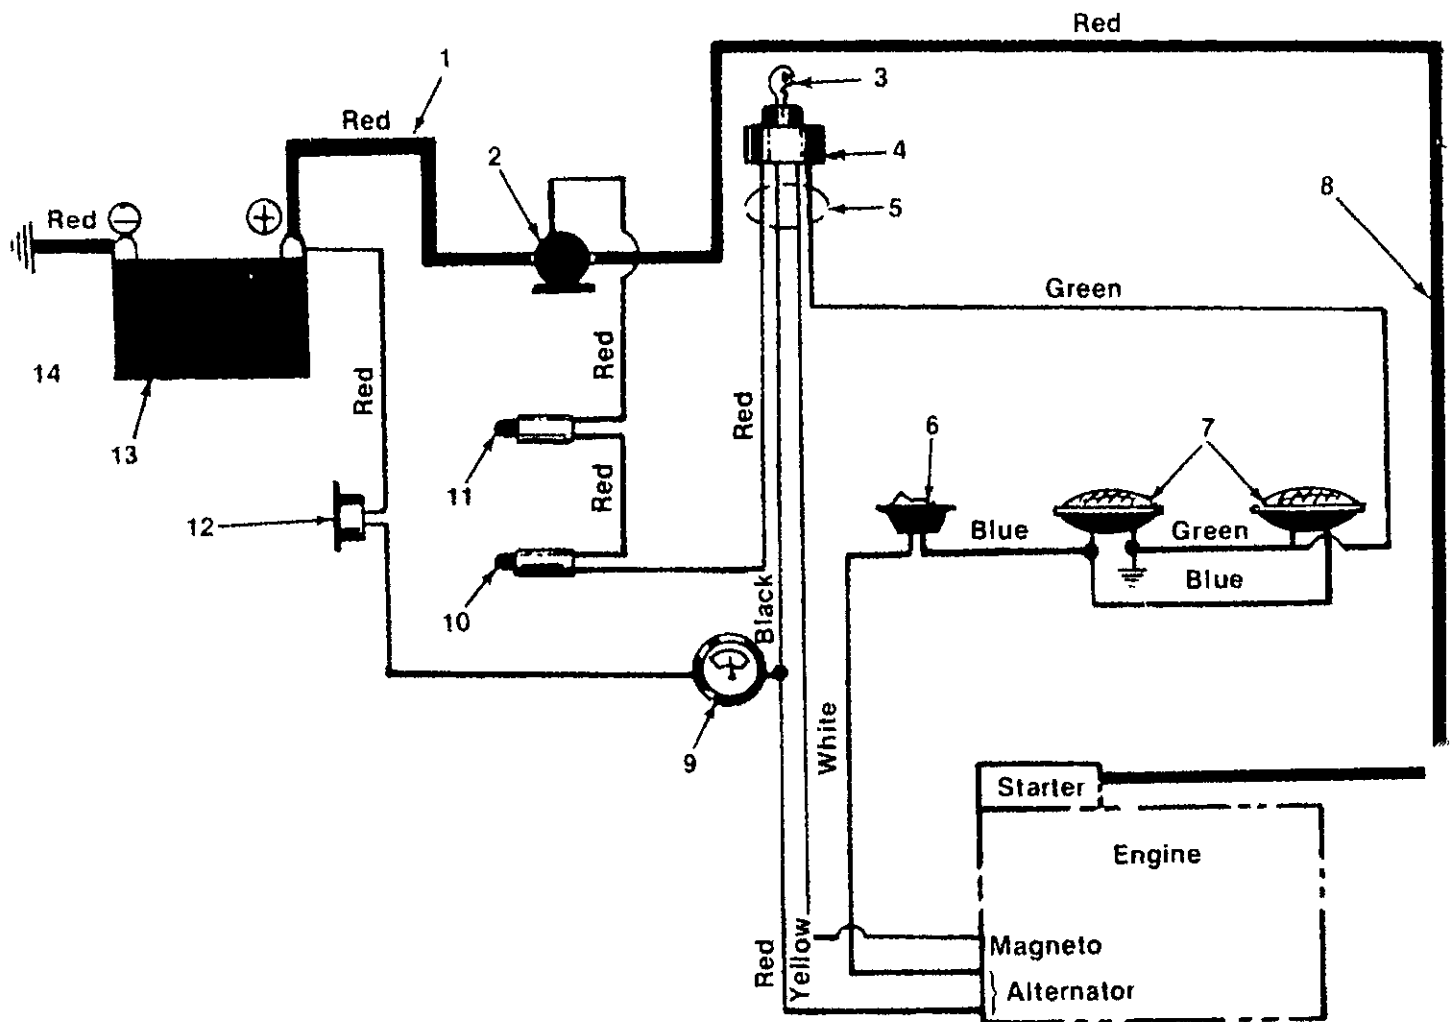 Red
1
Red
2
3
4
5
8
Red
−
+
Green
14
13
Red
Red
Red
11
Red
12
10
6
7
Blue
Green
Blue
Black
9
White
Starter
Engine
Red
Yellow
Magneto
Alternator